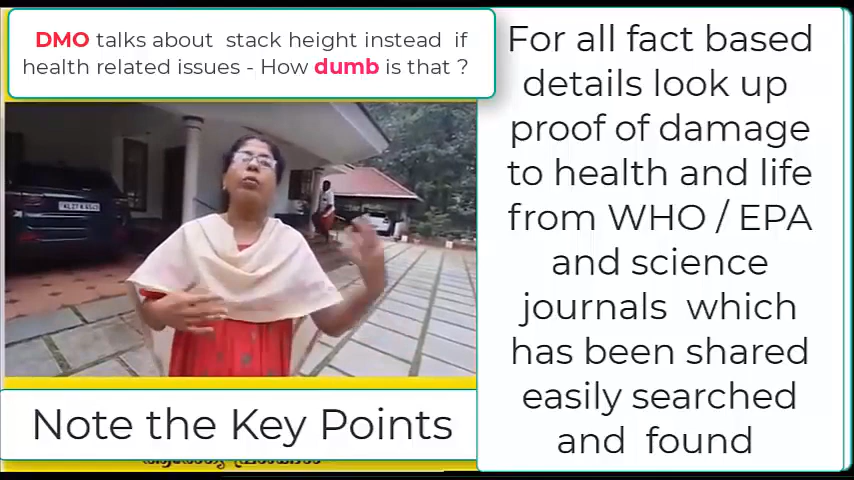 DMO talks about stack height instead if
health related issues - How dumb is that ?
For all fact based
details look up
proof of damage
to health and life
from WHO / EPA
and science
journals which
has been shared
easily searched
and found
Note the Key Points